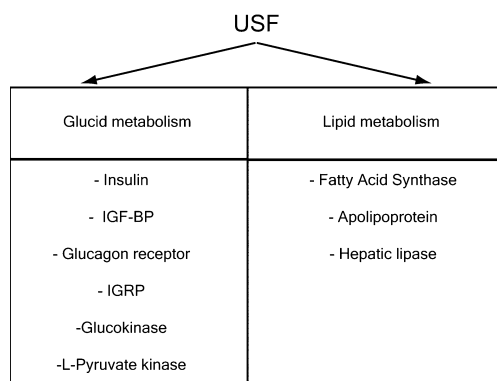 USF
Glucid metabolism
Lipid metabolism
- Insulin
- IGF-BP
- Glucagon receptor
- IGRP
-Glucokinase
-L-Pyruvate kinase
- Fatty Acid Synthase
- Apolipoprotein
- Hepatic lipase